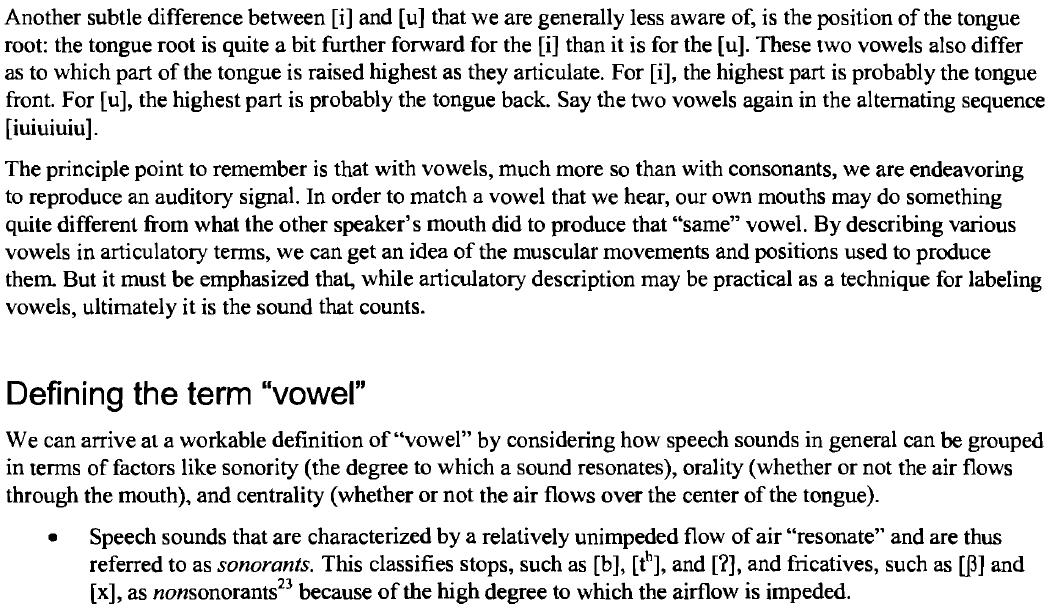 Another subtle difference between [i] and [u] that we are generally less aware of, is the position of the tongue
root: the tongue root is quite a bit further forward for the [i] than it is for the [u]. These two vowels also differ
as to which part of the tongue is raised highest as they articulate. For [i], the highest part is probably the tongue
front. For [u], the highest part is probably the tongue back. Say the two vowels again in the alternating sequence
[iuiuiuiu].
The principle point to remember is that with vowels, much more so than with consonants, we are endeavoring
to reproduce an auditory signal. In order to match a vowel that we hear, our own mouths may do something
quite different from what the other speaker's mouth did to produce that “same” vowel. By describing various
vowels in articulatory terms, we can get an idea of the muscular movements and positions used to produce
them. But it must be emphasized that, while articulatory description may be practical as a technique for labeling
vowels, ultimately it is the sound that counts.
Defining the term “vowel”
We can arrive at a workable definition of “vowel” by considering how speech sounds in general can be grouped
in terms of factors like sonority (the degree to which a sound resonates), orality (whether or not the air flows
through the mouth), and centrality (whether or not the air flows over the center of the tongue).
• Speech sounds that are characterized by a relatively unimpeded flow of air “resonate” and are thus
referred to as sonorants. This classifies stops, such as [b], [tʰ], and [ʔ], and fricatives, such as [β] and
[x], as nonsonorants²³ because of the high degree to which the airflow is impeded.